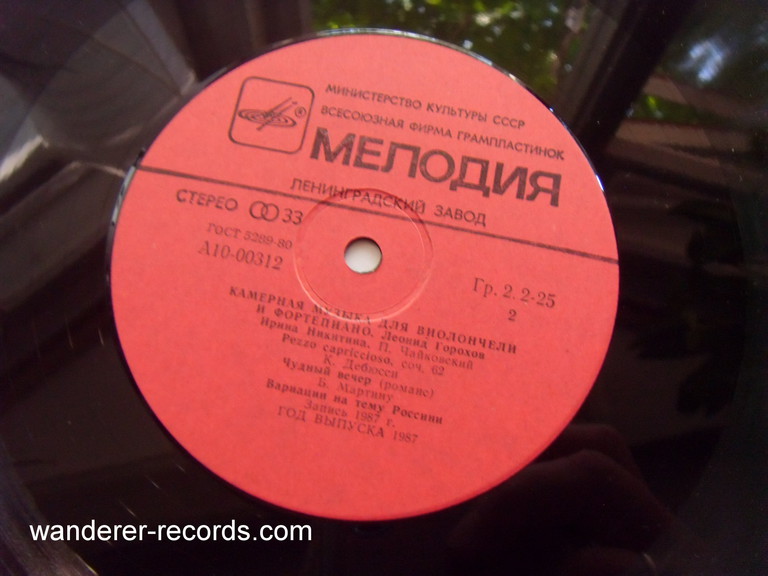 МИНИСТЕРСТВО КУЛЬТУРЫ СССР
ВСЕСОЮЗНАЯ ФИРМА ГРАМПЛАСТИНОК
МЕЛОДИЯ
ЛЕНИНГРАДСКИЙ ЗАВОД
СТЕРЕО 33
ГОСТ 5289-80
А10-00312
Гр. 2. 2-25
2
КАМЕРНАЯ МУЗЫКА ДЛЯ ВИОЛОНЧЕЛИ
И ФОРТЕПИАНО. Леонид Горохов
Ирина Никитина. П. Чайковский
Pezzo capriccioso, соч. 62
К. Дебюсси
Чудный вечер (романс)
Б. Мартину
Вариации на тему Россини
Запись 1987 г.
ГОД ВЫПУСКА 1987
wanderer-records.com